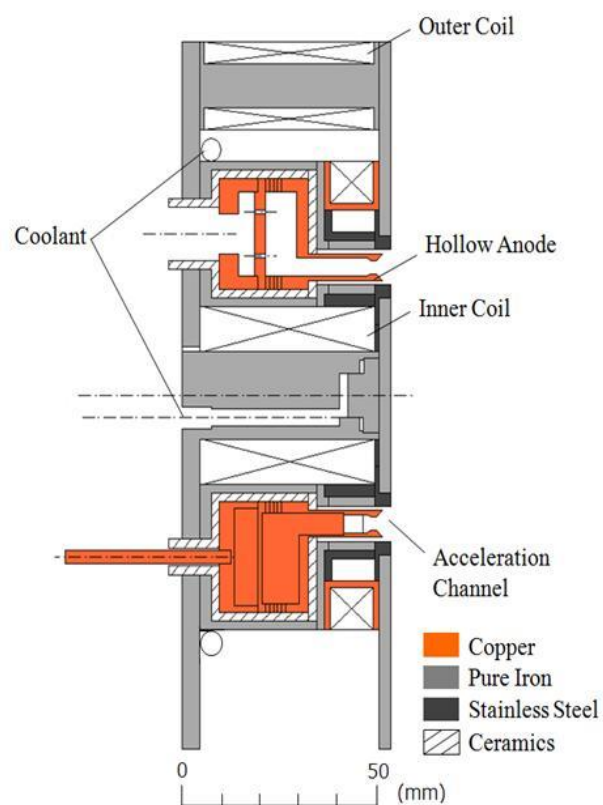 Outer Coil
Coolant
Hollow Anode
Inner Coil
Acceleration
Channel
Copper
Pure Iron
Stainless Steel
Ceramics
0 50
(mm)